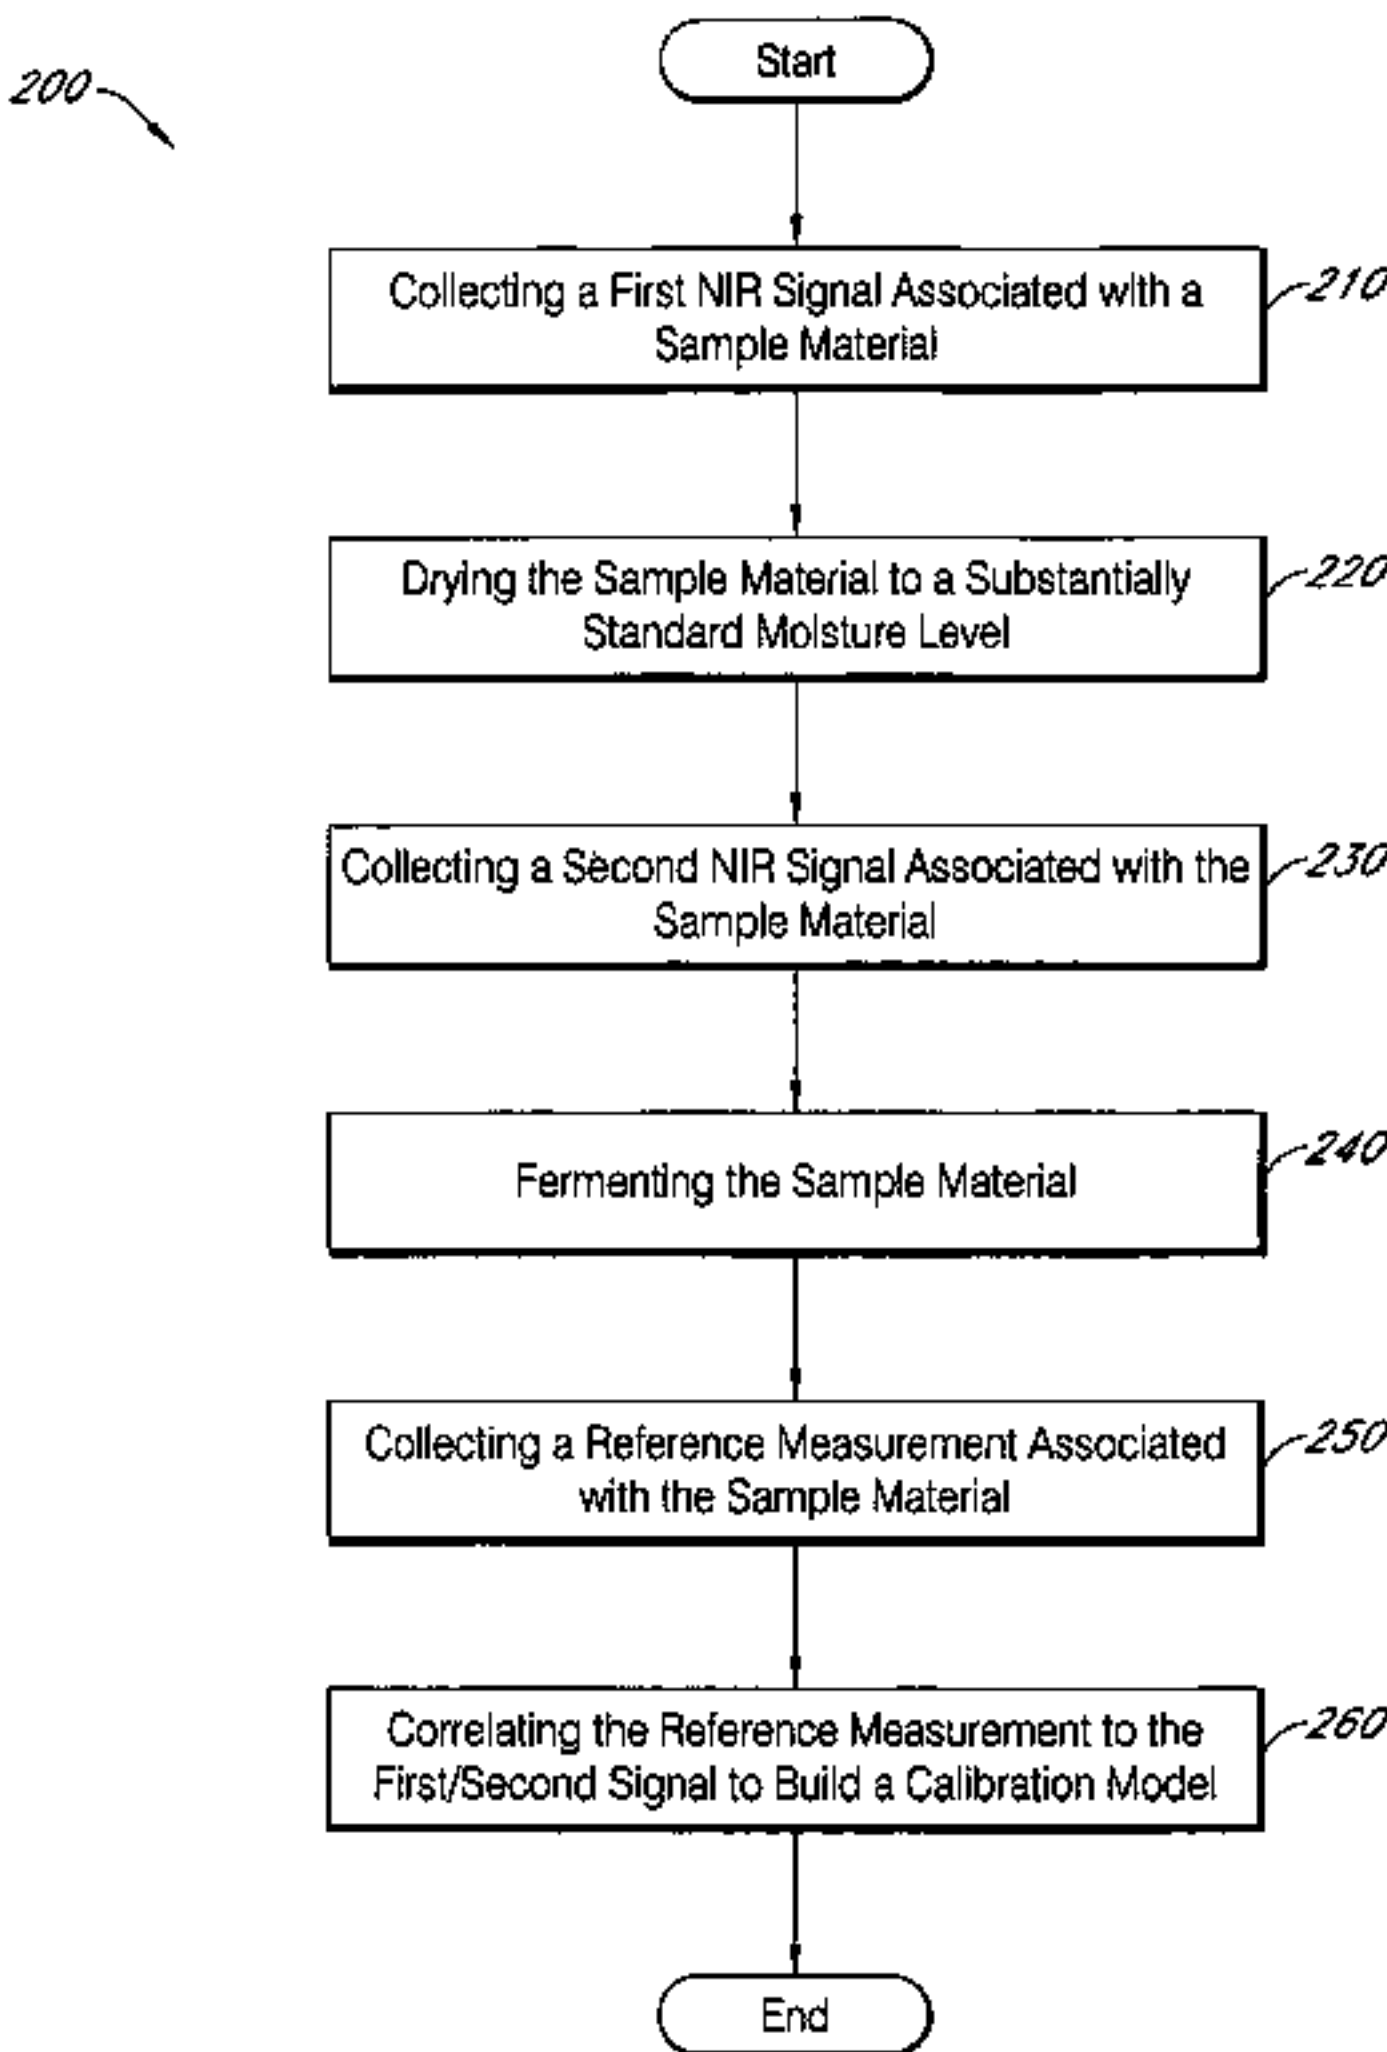 Start
200
Collecting a First NIR Signal Associated with a
Sample Material
210
Drying the Sample Material to a Substantially
Standard Moisture Level
220
Collecting a Second NIR Signal Associated with the
Sample Material
230
Fermenting the Sample Material
240
Collecting a Reference Measurement Associated
with the Sample Material
250
Correlating the Reference Measurement to the
First/Second Signal to Build a Calibration Model
260
End